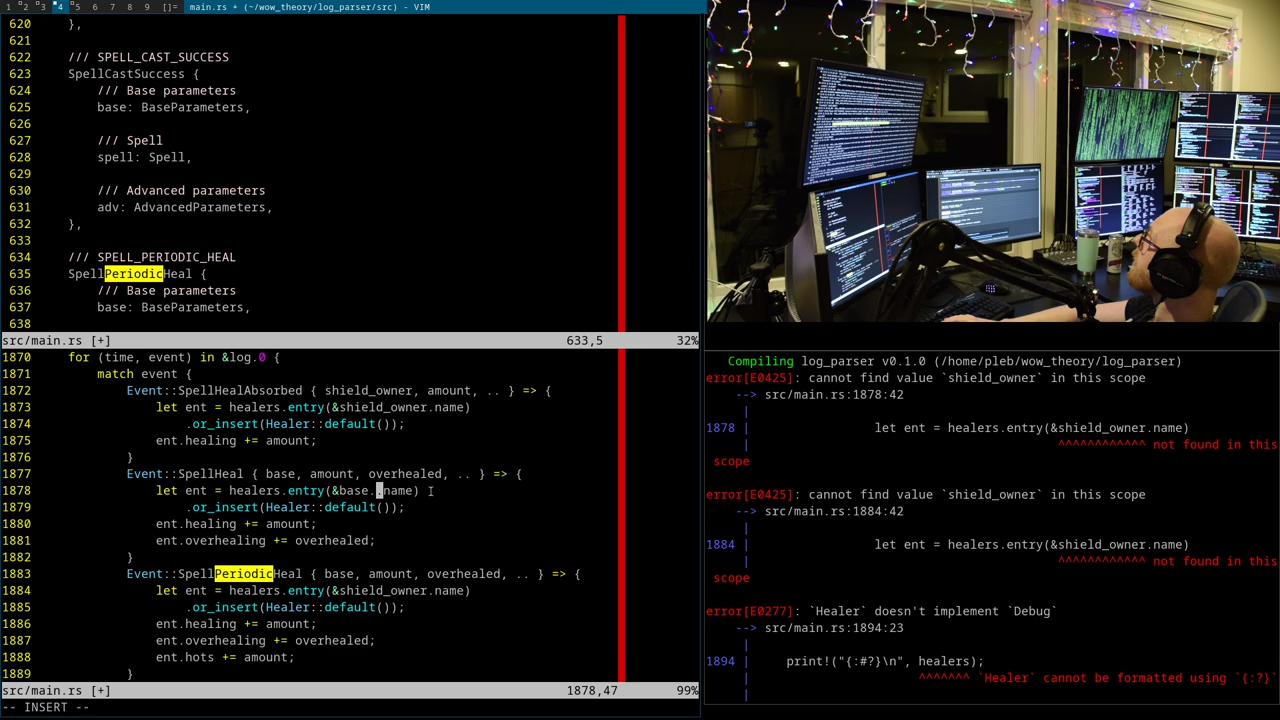 1 2 3 4 5 6 7 8 9 []= main.rs + (~/wow_theory/log_parser/src) - VIM
620     },
621
622     /// SPELL_CAST_SUCCESS
623     SpellCastSuccess {
624         /// Base parameters
625         base: BaseParameters,
626
627         /// Spell
628         spell: Spell,
629
630         /// Advanced parameters
631         adv: AdvancedParameters,
632     },
633
634     /// SPELL_PERIODIC_HEAL
635     SpellPeriodicHeal {
636         /// Base parameters
637         base: BaseParameters,
638
src/main.rs [+] 633,5 32%
1870     for (time, event) in &log.0 {
1871         match event {
1872             Event::SpellHealAbsorbed { shield_owner, amount, .. } => {
1873                 let ent = healers.entry(&shield_owner.name)
1874                     .or_insert(Healer::default());
1875                 ent.healing += amount;
1876             }
1877             Event::SpellHeal { base, amount, overhealed, .. } => {
1878                 let ent = healers.entry(&base..name)
1879                     .or_insert(Healer::default());
1880                 ent.healing += amount;
1881                 ent.overhealing += overhealed;
1882             }
1883             Event::SpellPeriodicHeal { base, amount, overhealed, .. } => {
1884                 let ent = healers.entry(&shield_owner.name)
1885                     .or_insert(Healer::default());
1886                 ent.healing += amount;
1887                 ent.overhealing += overhealed;
1888                 ent.hots += amount;
1889             }
src/main.rs [+] 1878,47 99%
-- INSERT --
Compiling log_parser v0.1.0 (/home/pleb/wow_theory/log_parser)
error[E0425]: cannot find value `shield_owner` in this scope
--> src/main.rs:1878:42
|
1878 |                 let ent = healers.entry(&shield_owner.name)
| ^^^^^^^^^^^^ not found in this
scope
error[E0425]: cannot find value `shield_owner` in this scope
--> src/main.rs:1884:42
|
1884 |                 let ent = healers.entry(&shield_owner.name)
| ^^^^^^^^^^^^ not found in this
scope
error[E0277]: `Healer` doesn't implement `Debug`
--> src/main.rs:1894:23
|
1894 |     print!("{:#?}\n", healers);
| ^^^^^^^ `Healer` cannot be formatted using `{:?}`
|